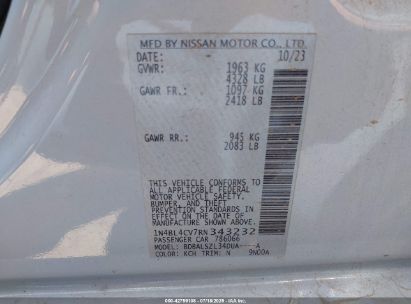 MFD BY NISSAN MOTOR CO., LTD.
DATE: 10/23
GVWR: 1963 KG
4328 LB
GAWR FR.: 1097 KG
2418 LB
GAWR RR.: 945 KG
2083 LB
THIS VEHICLE CONFORMS TO
ALL APPLICABLE FEDERAL
MOTOR VEHICLE SAFETY,
BUMPER, AND THEFT
PREVENTION STANDARDS
IN EFFECT ON THE DATE OF
MANUFACTURE SHOWN ABOVE.
1N4BL4CV7RN343232
PASSENGER CAR 786066
MODEL: BDBALSZL34DUA----A
COLOR: KCH TRIM: N 9N00A